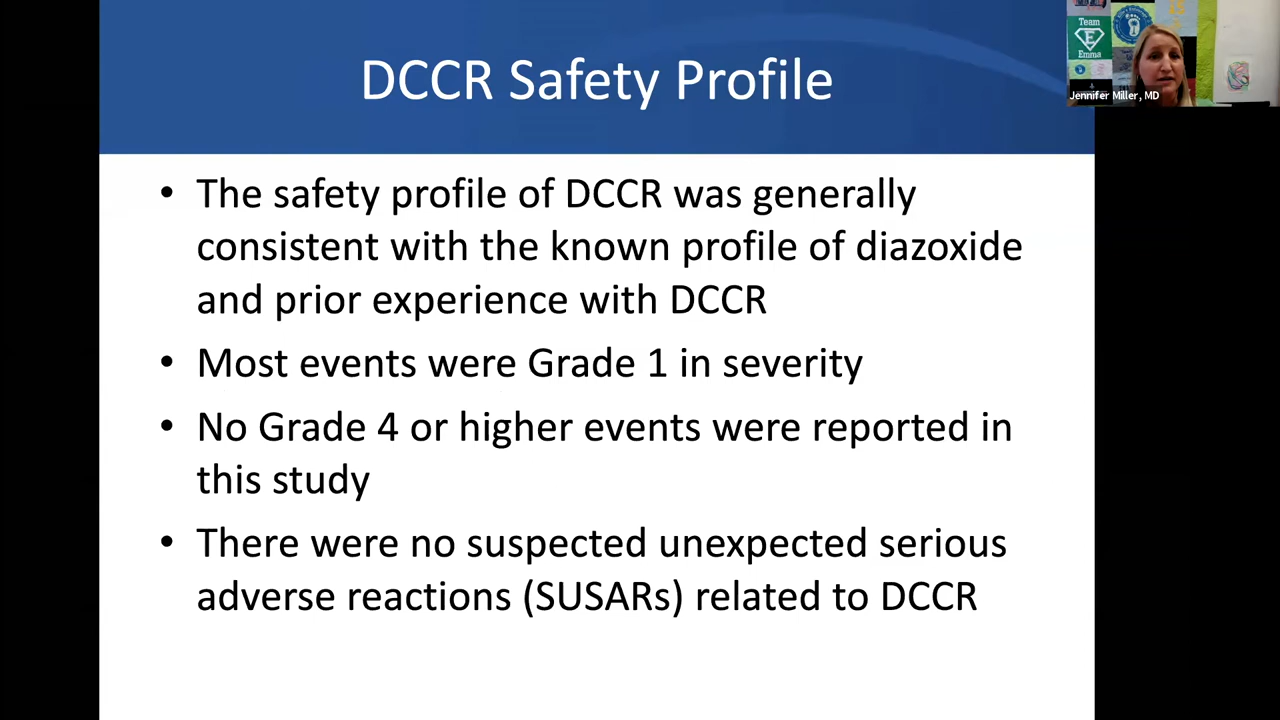 DCCR Safety Profile
Team
E
Emma
Jennifer Miller, MD
• The safety profile of DCCR was generally
consistent with the known profile of diazoxide
and prior experience with DCCR
• Most events were Grade 1 in severity
• No Grade 4 or higher events were reported in
this study
• There were no suspected unexpected serious
adverse reactions (SUSARs) related to DCCR